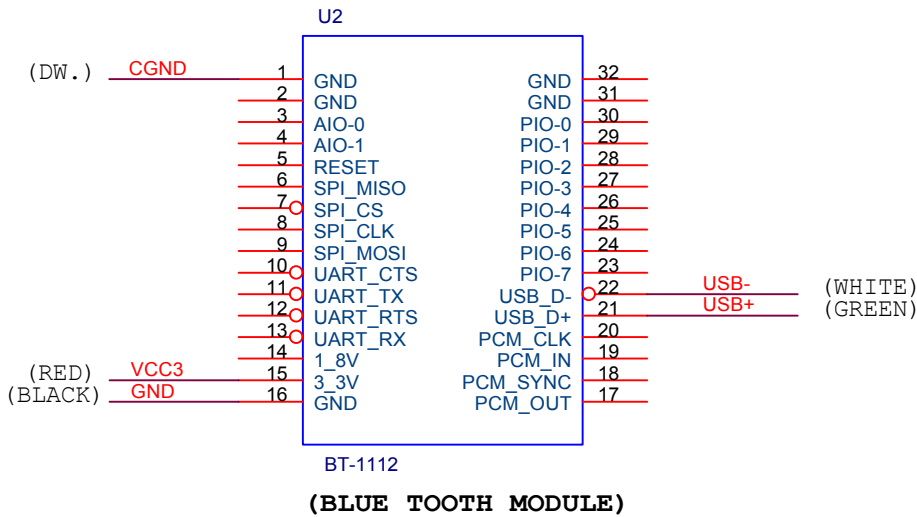 U2
(DW.) CGND 1 GND GND 32
2 GND GND 31
3 AIO-0 PIO-0 30
4 AIO-1 PIO-1 29
5 RESET PIO-2 28
6 SPI_MISO PIO-3 27
7 SPI_CS PIO-4 26
8 SPI_CLK PIO-5 25
9 SPI_MOSI PIO-6 24
10 UART_CTS PIO-7 23
11 UART_TX USB_D- 22 USB- (WHITE)
12 UART_RTS USB_D+ 21 USB+ (GREEN)
13 UART_RX PCM_CLK 20
14 1_8V PCM_IN 19
(RED) VCC3 15 3_3V PCM_SYNC 18
(BLACK) GND 16 GND PCM_OUT 17
BT-1112
(BLUE TOOTH MODULE)